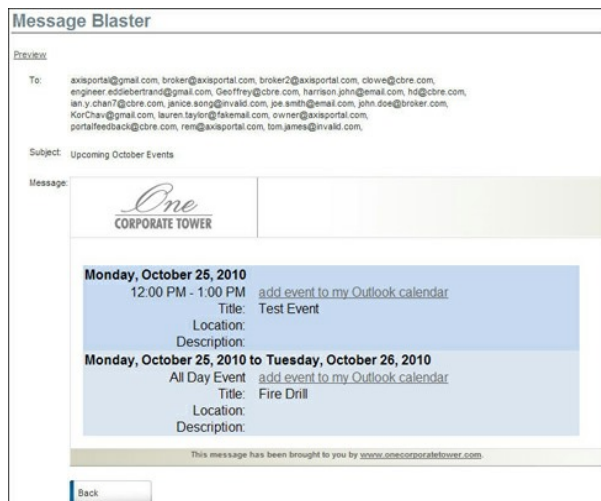 Message Blaster
Preview
To: axisportal@gmail.com, broker@axisportal.com, broker2@axisportal.com, clowe@cbre.com,
engineer.eddiebertrand@gmail.com, Geoffrey@cbre.com, harrison.john@email.com, hd@cbre.com,
ian.y.chan7@cbre.com, janice.song@invalid.com, joe.smith@email.com, john.doe@broker.com,
KorChav@gmail.com, lauren.taylor@fakemail.com, owner@axisportal.com,
portalfeedback@cbre.com, rem@axisportal.com, tom.james@invalid.com,
Subject: Upcoming October Events
Message:
One
CORPORATE TOWER
Monday, October 25, 2010
12:00 PM - 1:00 PM add event to my Outlook calendar
Title: Test Event
Location:
Description:
Monday, October 25, 2010 to Tuesday, October 26, 2010
All Day Event add event to my Outlook calendar
Title: Fire Drill
Location:
Description:
This message has been brought to you by www.onecorporatetower.com.
Back